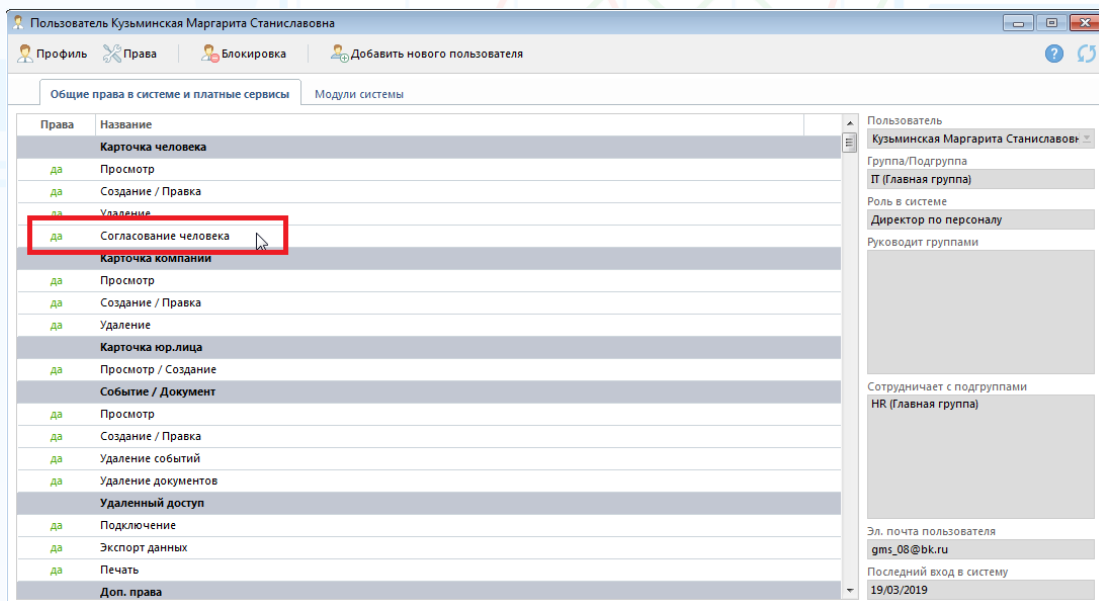 Пользователь Кузьминская Маргарита Станиславовна
Профиль Права Блокировка Добавить нового пользователя
Общие права в системе и платные сервисы Модули системы
Права Название
Карточка человека
да Просмотр
да Создание / Правка
да Удаление
да Согласование человека
Карточка компании
да Просмотр
да Создание / Правка
да Удаление
Карточка юр.лица
да Просмотр / Создание
Событие / Документ
да Просмотр
да Создание / Правка
да Удаление событий
да Удаление документов
Удаленный доступ
да Подключение
да Экспорт данных
да Печать
Доп. права
Пользователь
Кузьминская Маргарита Станиславовн
Группа/Подгруппа
IT (Главная группа)
Роль в системе
Директор по персоналу
Руководит группами
Сотрудничает с подгруппами
HR (Главная группа)
Эл. почта пользователя
gms_08@bk.ru
Последний вход в систему
19/03/2019